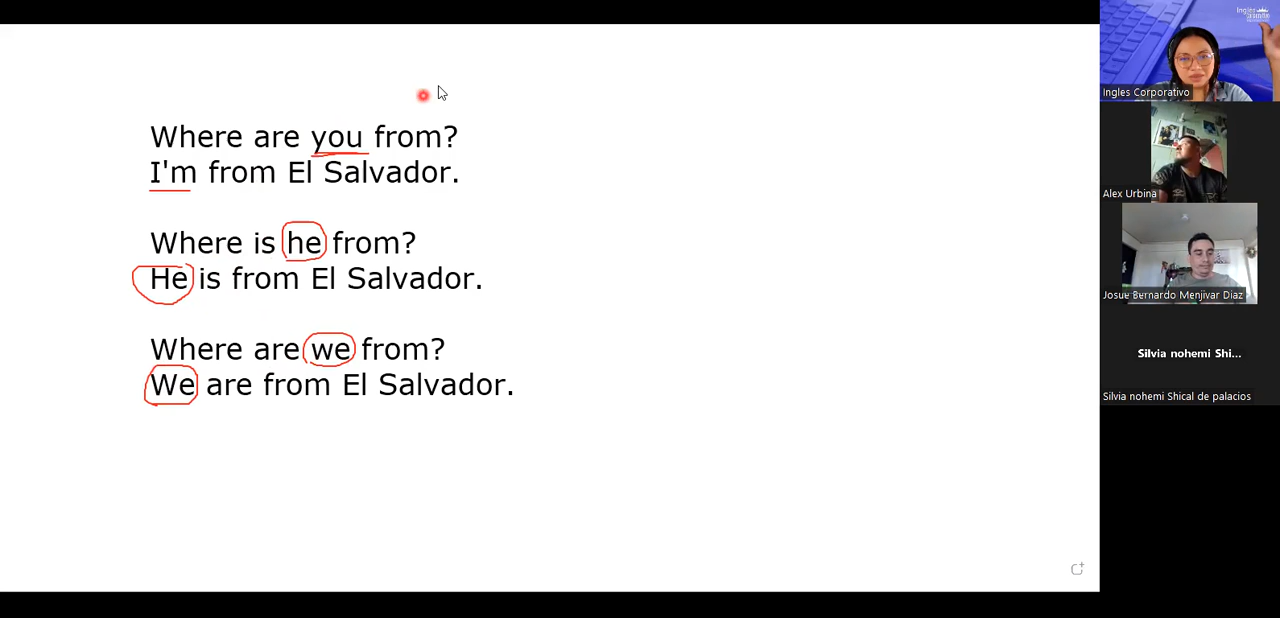 Where are you from?
I'm from El Salvador.
Where is he from?
He is from El Salvador.
Where are we from?
We are from El Salvador.
Ingles Corporativo
Alex Urbina
Josue Bernardo Menjivar Diaz
Silvia nohemi Shi...
Silvia nohemi Shical de palacios